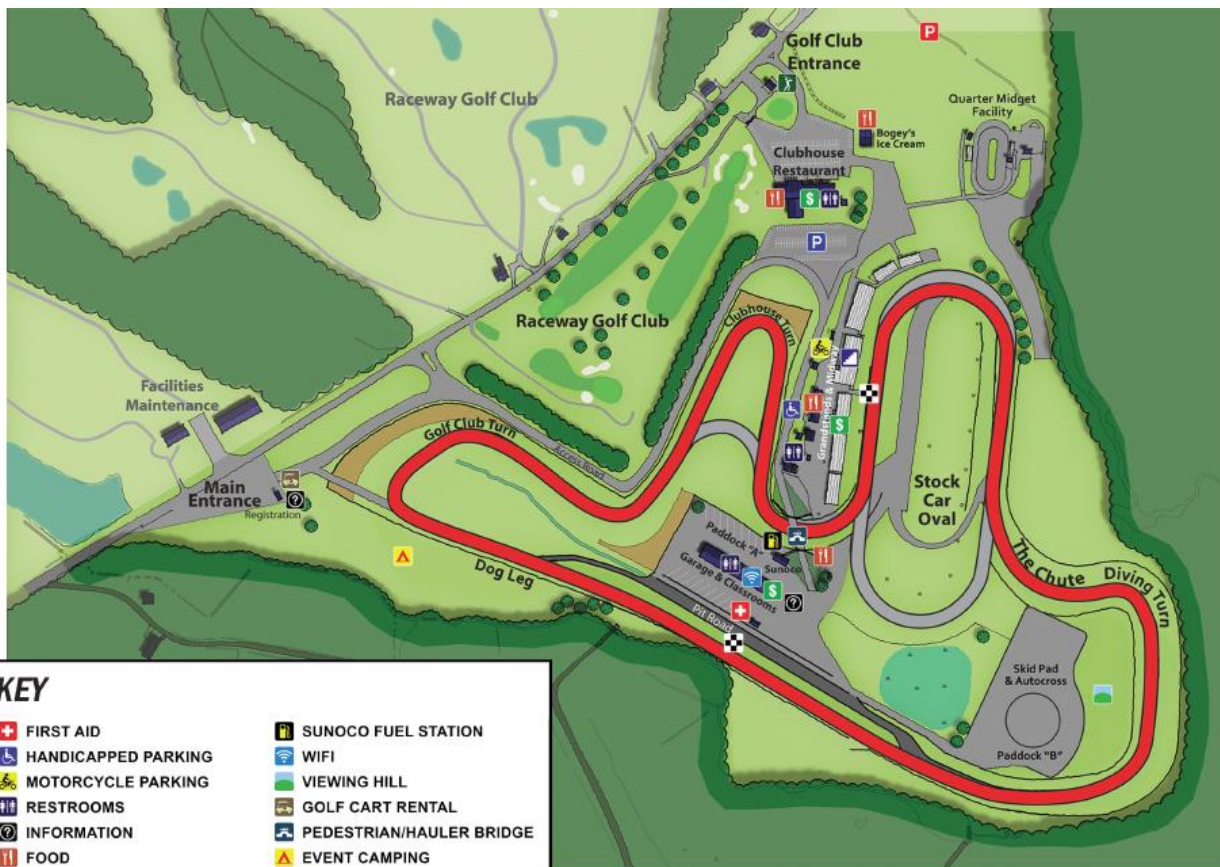 Golf Club
Entrance
P
Raceway Golf Club
Quarter Midget
Facility
Bogey's
Ice Cream
Clubhouse
Restaurant
$
P
Raceway Golf Club
Clubhouse Turn
Facilities
Maintenance
Grandstands & Midway
$
Golf Club Turn
Access Road
Main
Entrance
Registration
?
Stock
Car
Oval
Paddock "A"
Sunoco
Garage & Classrooms
$
?
Dog Leg
Pit Road
The Chute
Diving Turn
Skid Pad
& Autocross
Paddock "B"
KEY
FIRST AID
HANDICAPPED PARKING
MOTORCYCLE PARKING
RESTROOMS
? INFORMATION
FOOD
SUNOCO FUEL STATION
WIFI
VIEWING HILL
GOLF CART RENTAL
PEDESTRIAN/HAULER BRIDGE
EVENT CAMPING